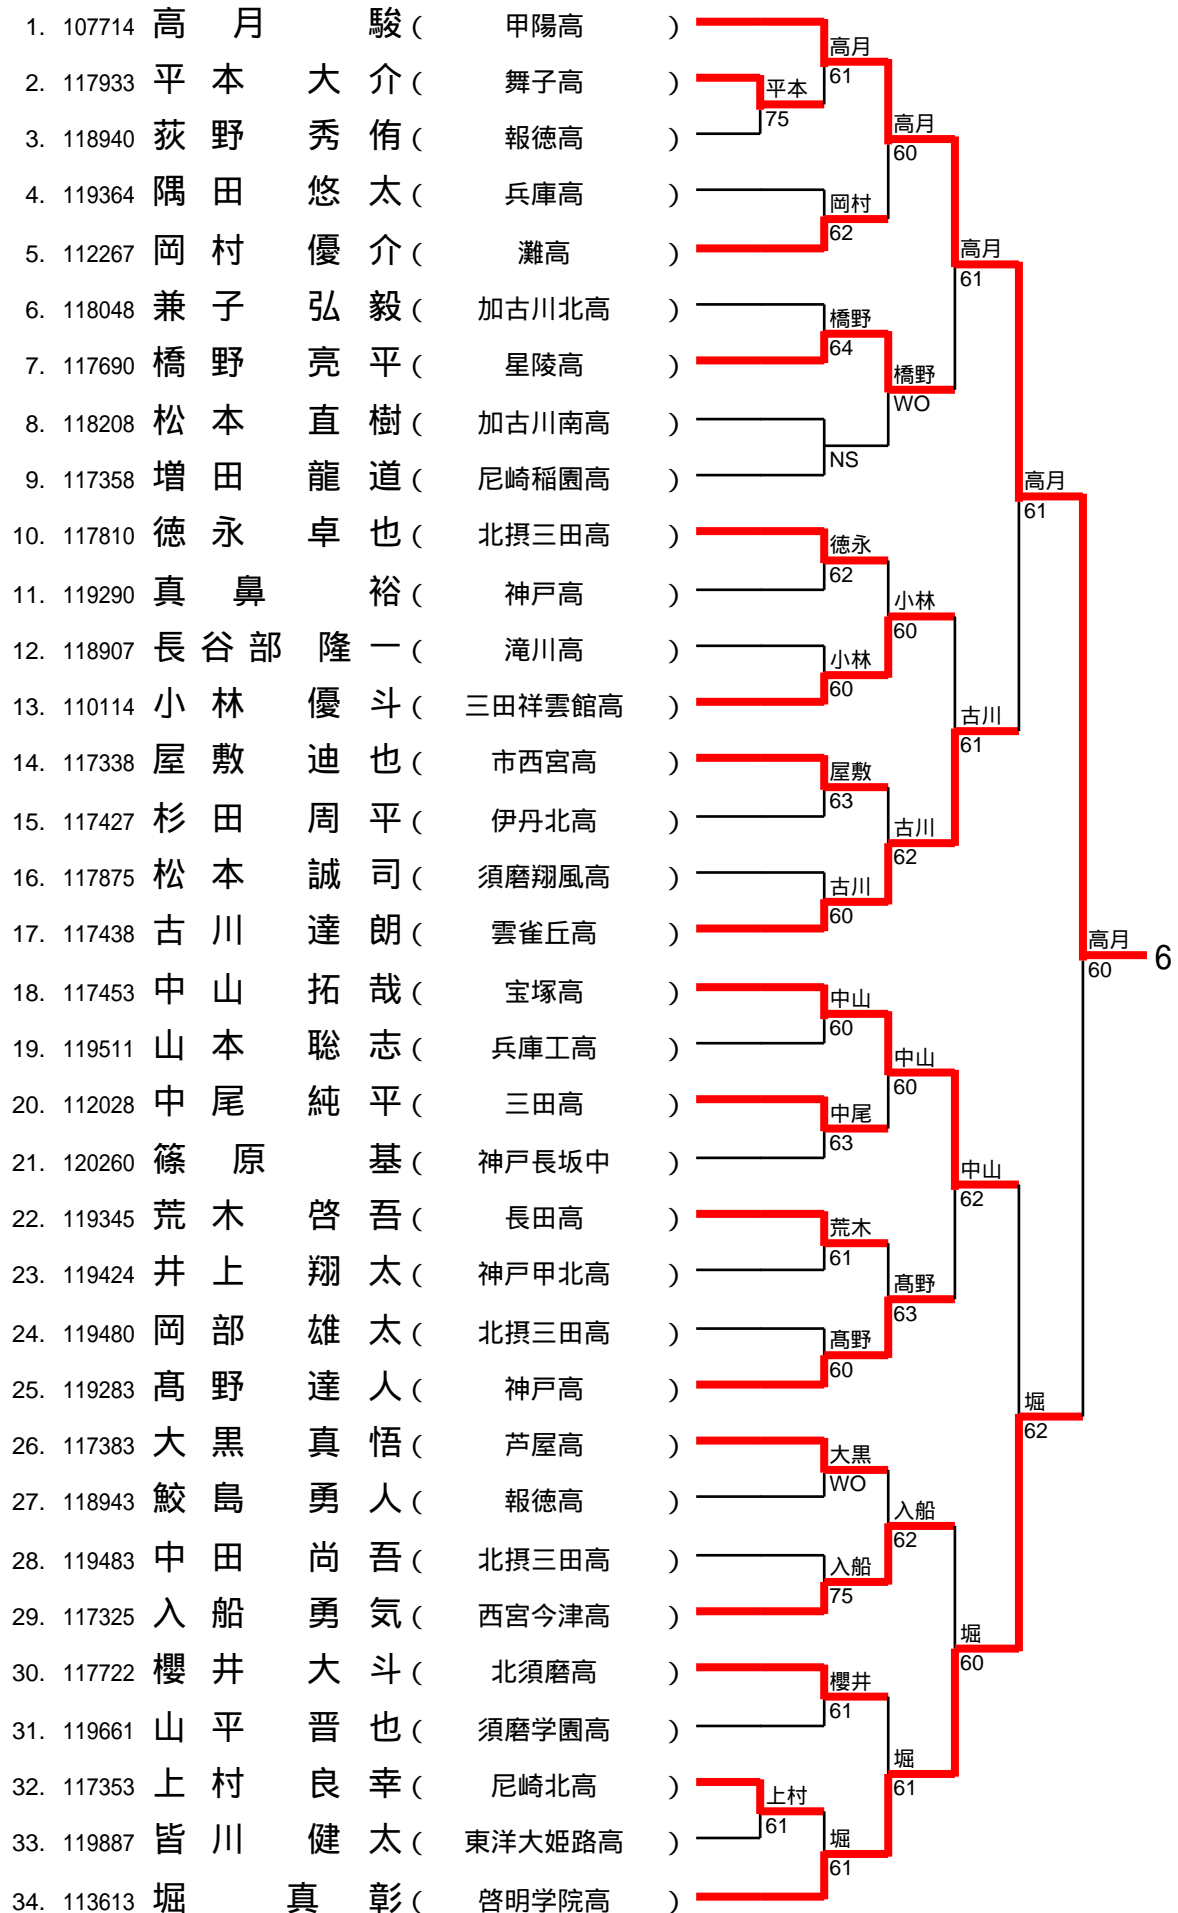 1. 107714 高月 駿 ( 甲陽高 )
高月
2. 117933 平本 大介 ( 舞子高 )
61
平本
75
高月
3. 118940 荻野 秀侑 ( 報徳高 )
60
4. 119364 隅田 悠太 ( 兵庫高 )
岡村
62
5. 112267 岡村 優介 ( 灘高 )
高月
61
6. 118048 兼子 弘毅 ( 加古川北高 )
橋野
64
7. 117690 橋野 亮平 ( 星陵高 )
橋野
WO
8. 118208 松本 直樹 ( 加古川南高 )
NS
9. 117358 増田 龍道 ( 尼崎稲園高 )
高月
61
10. 117810 徳永 卓也 ( 北摂三田高 )
徳永
62
11. 119290 真鼻 裕 ( 神戸高 )
小林
60
12. 118907 長谷部 隆一 ( 滝川高 )
小林
60
13. 110114 小林 優斗 ( 三田祥雲館高 )
古川
61
14. 117338 屋敷 迪也 ( 市西宮高 )
屋敷
63
15. 117427 杉田 周平 ( 伊丹北高 )
古川
62
16. 117875 松本 誠司 ( 須磨翔風高 )
古川
60
17. 117438 古川 達朗 ( 雲雀丘高 )
高月
60
6
18. 117453 中山 拓哉 ( 宝塚高 )
中山
60
19. 119511 山本 聡志 ( 兵庫工高 )
中山
60
20. 112028 中尾 純平 ( 三田高 )
中尾
63
21. 120260 篠原 基 ( 神戸長坂中 )
中山
62
22. 119345 荒木 啓吾 ( 長田高 )
荒木
61
23. 119424 井上 翔太 ( 神戸甲北高 )
髙野
63
24. 119480 岡部 雄太 ( 北摂三田高 )
髙野
60
25. 119283 髙野 達人 ( 神戸高 )
堀
62
26. 117383 大黒 真悟 ( 芦屋高 )
大黒
WO
27. 118943 鮫島 勇人 ( 報徳高 )
入船
62
28. 119483 中田 尚吾 ( 北摂三田高 )
入船
75
29. 117325 入船 勇気 ( 西宮今津高 )
堀
60
30. 117722 櫻井 大斗 ( 北須磨高 )
櫻井
61
31. 119661 山平 晋也 ( 須磨学園高 )
堀
61
32. 117353 上村 良幸 ( 尼崎北高 )
上村
61
33. 119887 皆川 健太 ( 東洋大姫路高 )
堀
61
34. 113613 堀 真彰 ( 啓明学院高 )